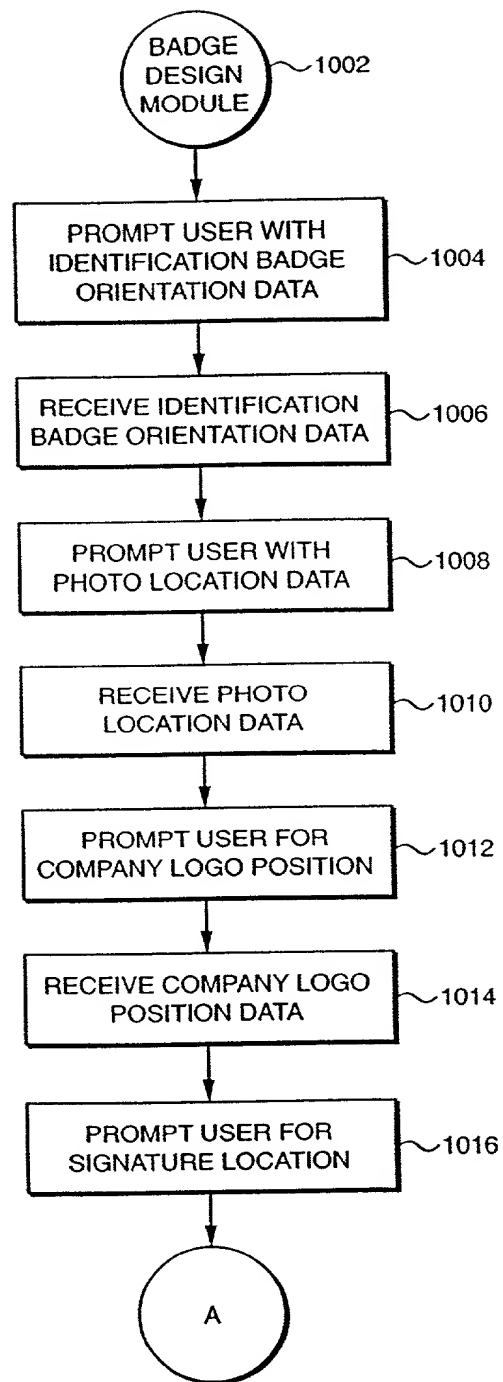 BADGE
DESIGN
MODULE
1002
PROMPT USER WITH
IDENTIFICATION BADGE
ORIENTATION DATA
1004
RECEIVE IDENTIFICATION
BADGE ORIENTATION DATA
1006
PROMPT USER WITH
PHOTO LOCATION DATA
1008
RECEIVE PHOTO
LOCATION DATA
1010
PROMPT USER FOR
COMPANY LOGO POSITION
1012
RECEIVE COMPANY LOGO
POSITION DATA
1014
PROMPT USER FOR
SIGNATURE LOCATION
1016
A